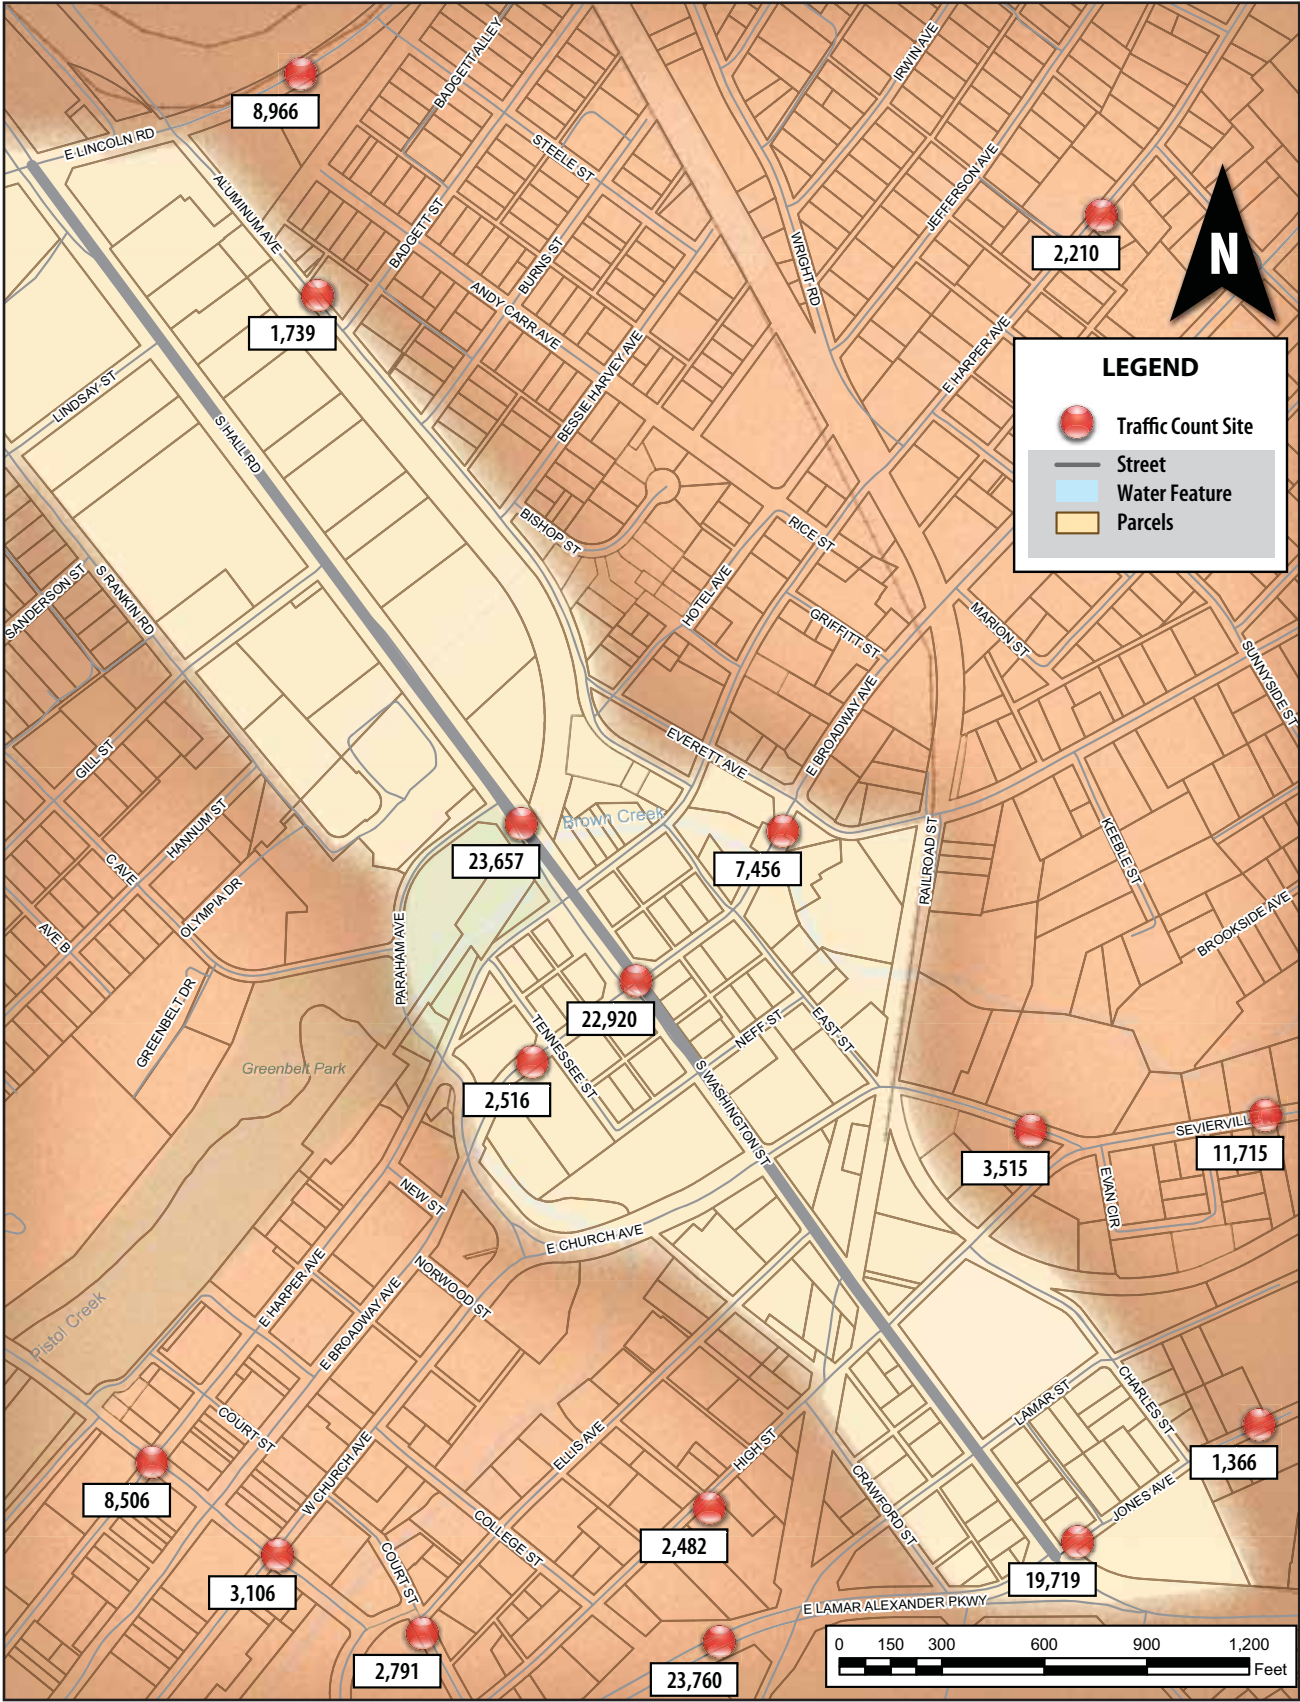 8,966
BADGETT ALLEY
IRWIN AVE
E LINCOLN RD
STEELE ST
ALUMINUM AVE
JEFFERSON AVE
BADGETT ST
2,210
N
BURNS ST
WRIGHT RD
1,739
ANDY CARR AVE
E HARPER AVE
LEGEND
Traffic Count Site
Street
Water Feature
Parcels
LINDSAY ST
BESSIE HARVEY AVE
S HALL RD
BISHOP ST
RICE ST
SANDERSON ST
S RANKIN RD
HOTEL AVE
GRIFFITT ST
MARION ST
SUNNYSIDE ST
E BROADWAY AVE
EVERETT AVE
GILL ST
Brown Creek
HANNUM ST
23,657
7,456
RAILROAD ST
KEEBLE ST
C AVE
OLYMPIA DR
AVE B
PARAHAM AVE
BROOKSIDE AVE
GREENBELT DR
22,920
NEFF ST
EAST ST
TENNESSEE ST
Greenbelt Park
2,516
S WASHINGTON ST
SEVIERVILL
3,515
11,715
EVAN CIR
NEW ST
E CHURCH AVE
E HARPER AVE
NORWOOD ST
E BROADWAY AVE
Pistol Creek
LAMAR ST
CHARLES ST
COURT ST
W CHURCH AVE
ELLIS AVE
HIGH ST
1,366
8,506
CRAWFORD ST
JONES AVE
COLLEGE ST
2,482
COURT ST
3,106
19,719
E LAMAR ALEXANDER PKWY
2,791
23,760
0 150 300 600 900 1,200
Feet